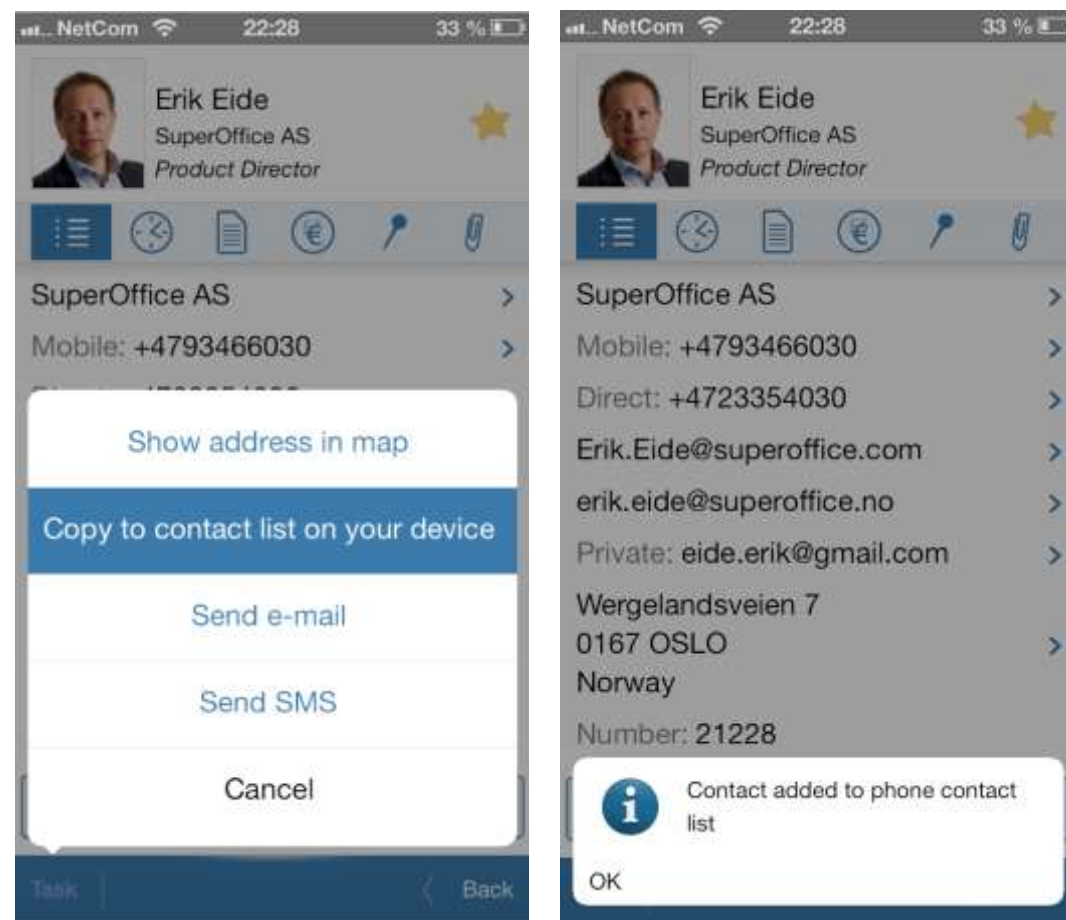 NetCom 22:28 33 %
Erik Eide
SuperOffice AS
Product Director
SuperOffice AS
Mobile: +4793466030
Show address in map
Copy to contact list on your device
Send e-mail
Send SMS
Cancel
Task
Back
NetCom 22:28 33 %
Erik Eide
SuperOffice AS
Product Director
SuperOffice AS
Mobile: +4793466030
Direct: +4723354030
Erik.Eide@superoffice.com
erik.eide@superoffice.no
Private: eide.erik@gmail.com
Wergelandsveien 7
0167 OSLO
Norway
Number: 21228
Contact added to phone contact
list
OK